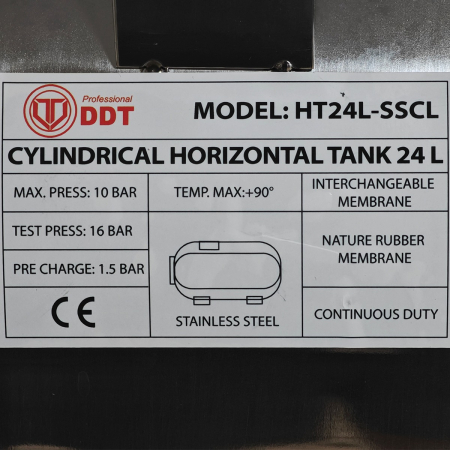 Professional
DDT
MODEL: HT24L-SSCL
CYLINDRICAL HORIZONTAL TANK 24 L
MAX. PRESS: 10 BAR
TEMP. MAX:+90°
INTERCHANGEABLE
MEMBRANE
TEST PRESS: 16 BAR
NATURE RUBBER
MEMBRANE
PRE CHARGE: 1.5 BAR
CE
STAINLESS STEEL
CONTINUOUS DUTY